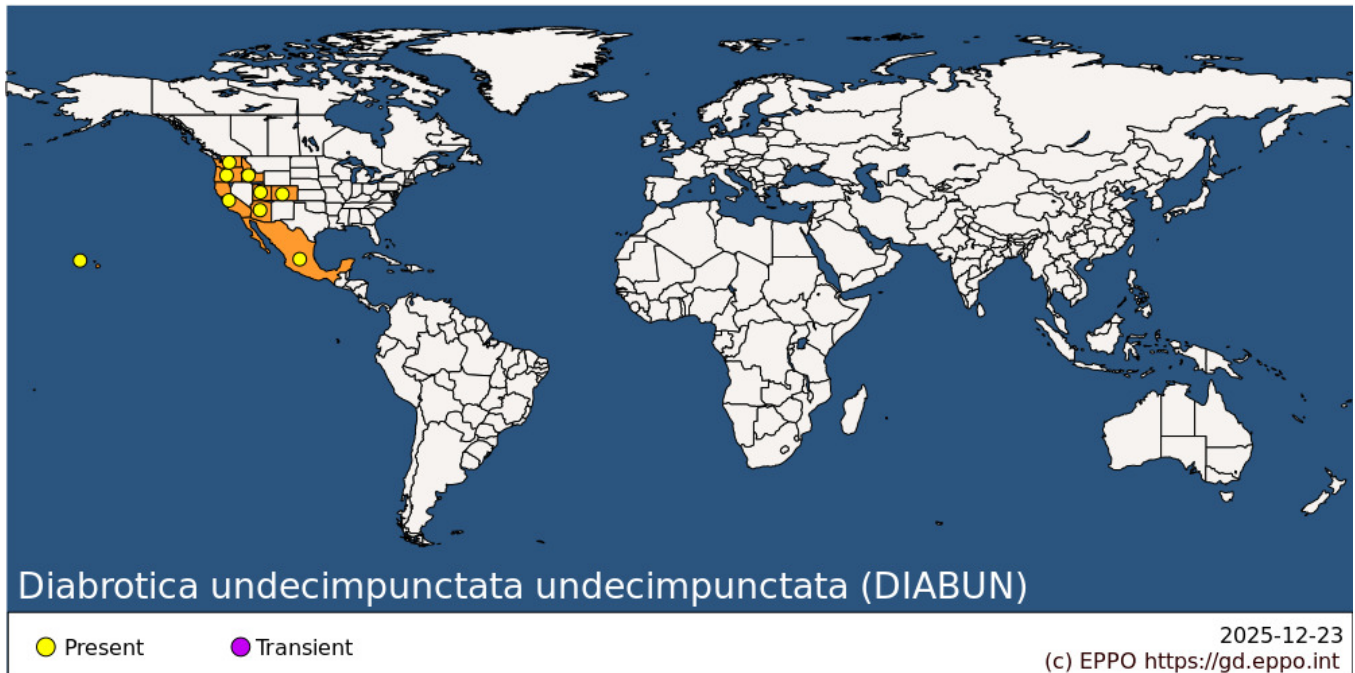 Diabrotica undecimpunctata undecimpunctata (DIABUN)
Present
Transient
2025-12-23
(c) EPPO https://gd.eppo.int